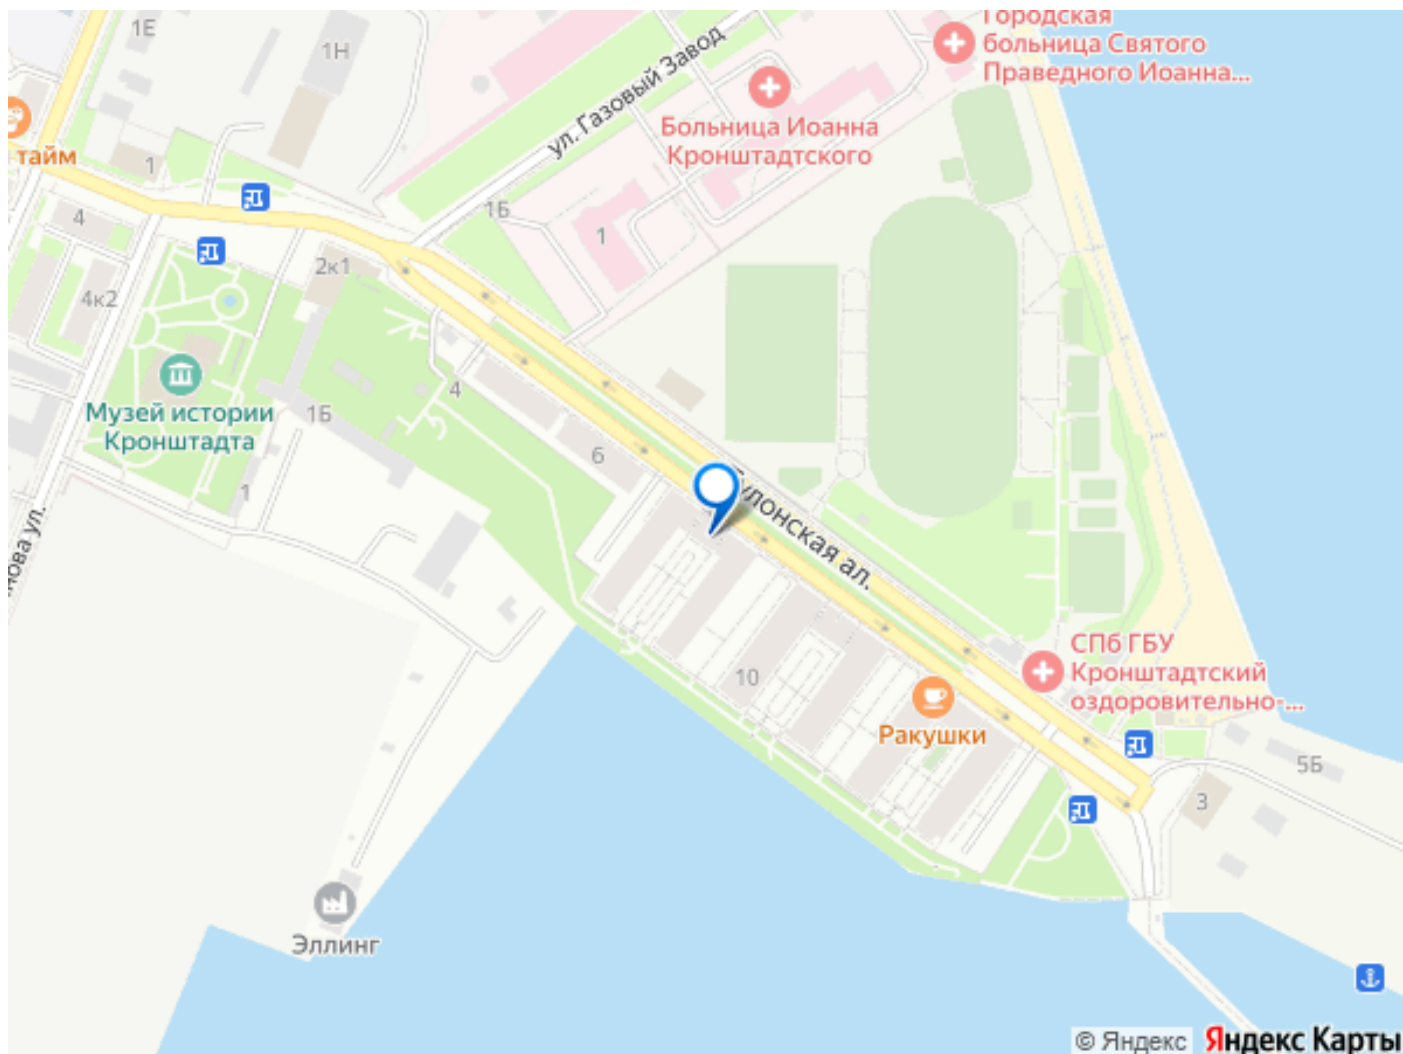 1Е
1Н
Городская
больница Святого
Праведного Иоанна...
ул. Газовый Завод
Больница Иоанна
Кронштадтского
тайм
1
4
1Б
1
2к1
4к2
Музей истории
Кронштадта
1Б
4
6
1
Тулонская ал.
10
СПб ГБУ
Кронштадтский
оздоровительно-...
Ракушки
5Б
3
Эллинг
© Яндекс
Яндекс Карты